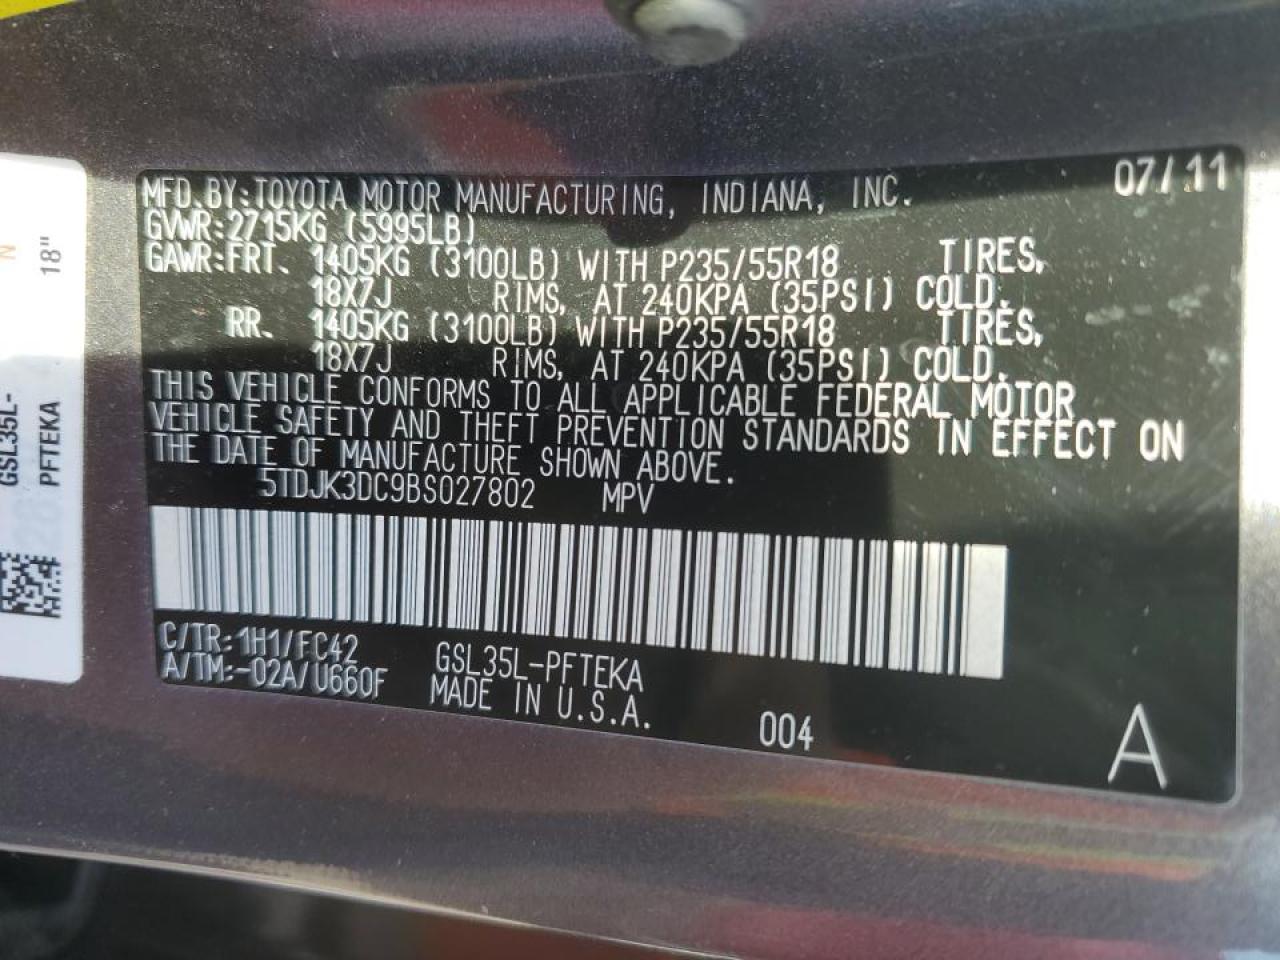 MFD.BY:TOYOTA MOTOR MANUFACTURING, INDIANA, INC. 07/11
GVWR:2715KG (5995LB)
GAWR:FRT. 1405KG (3100LB) WITH P235/55R18 TIRES,
18X7J RIMS, AT 240KPA (35PSI) COLD.
RR. 1405KG (3100LB) WITH P235/55R18 TIRES,
18X7J RIMS, AT 240KPA (35PSI) COLD.
THIS VEHICLE CONFORMS TO ALL APPLICABLE FEDERAL MOTOR
VEHICLE SAFETY AND THEFT PREVENTION STANDARDS IN EFFECT ON
THE DATE OF MANUFACTURE SHOWN ABOVE.
5TDJK3DC9BS027802 MPV
C/TR:1H1/FC42 GSL35L-PFTEKA
A/TM:-02A/U660F MADE IN U.S.A.
004
A
GSL35L-
PFTEKA
N
18"